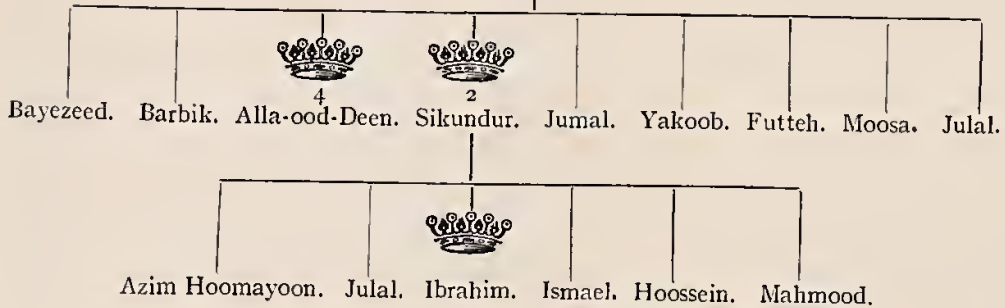 4 2
Bayezeed. Barbik. Alla-ood-Deen. Sikundur. Jumal. Yakoob. Futteh. Moosa. Julal.
Azim Hoomayoon. Julal. Ibrahim. Ismael. Hoossein. Mahmood.